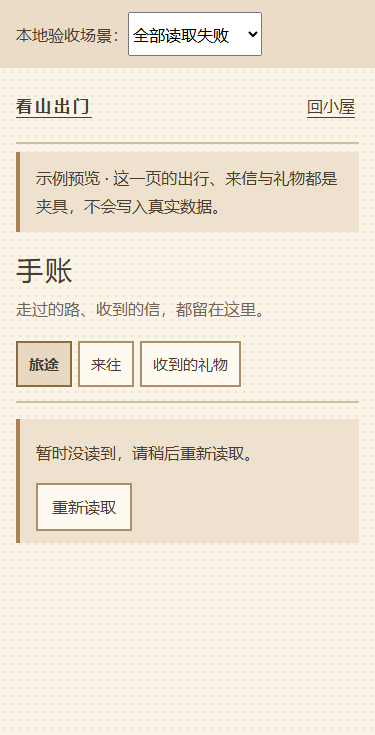 本地验收场景： 全部读取失败
看山出门 回小屋
示例预览 · 这一页的出行、来信与礼物都是
夹具，不会写入真实数据。
手账
走过的路、收到的信，都留在这里。
旅途 来往 收到的礼物
暂时没读到，请稍后重新读取。
重新读取